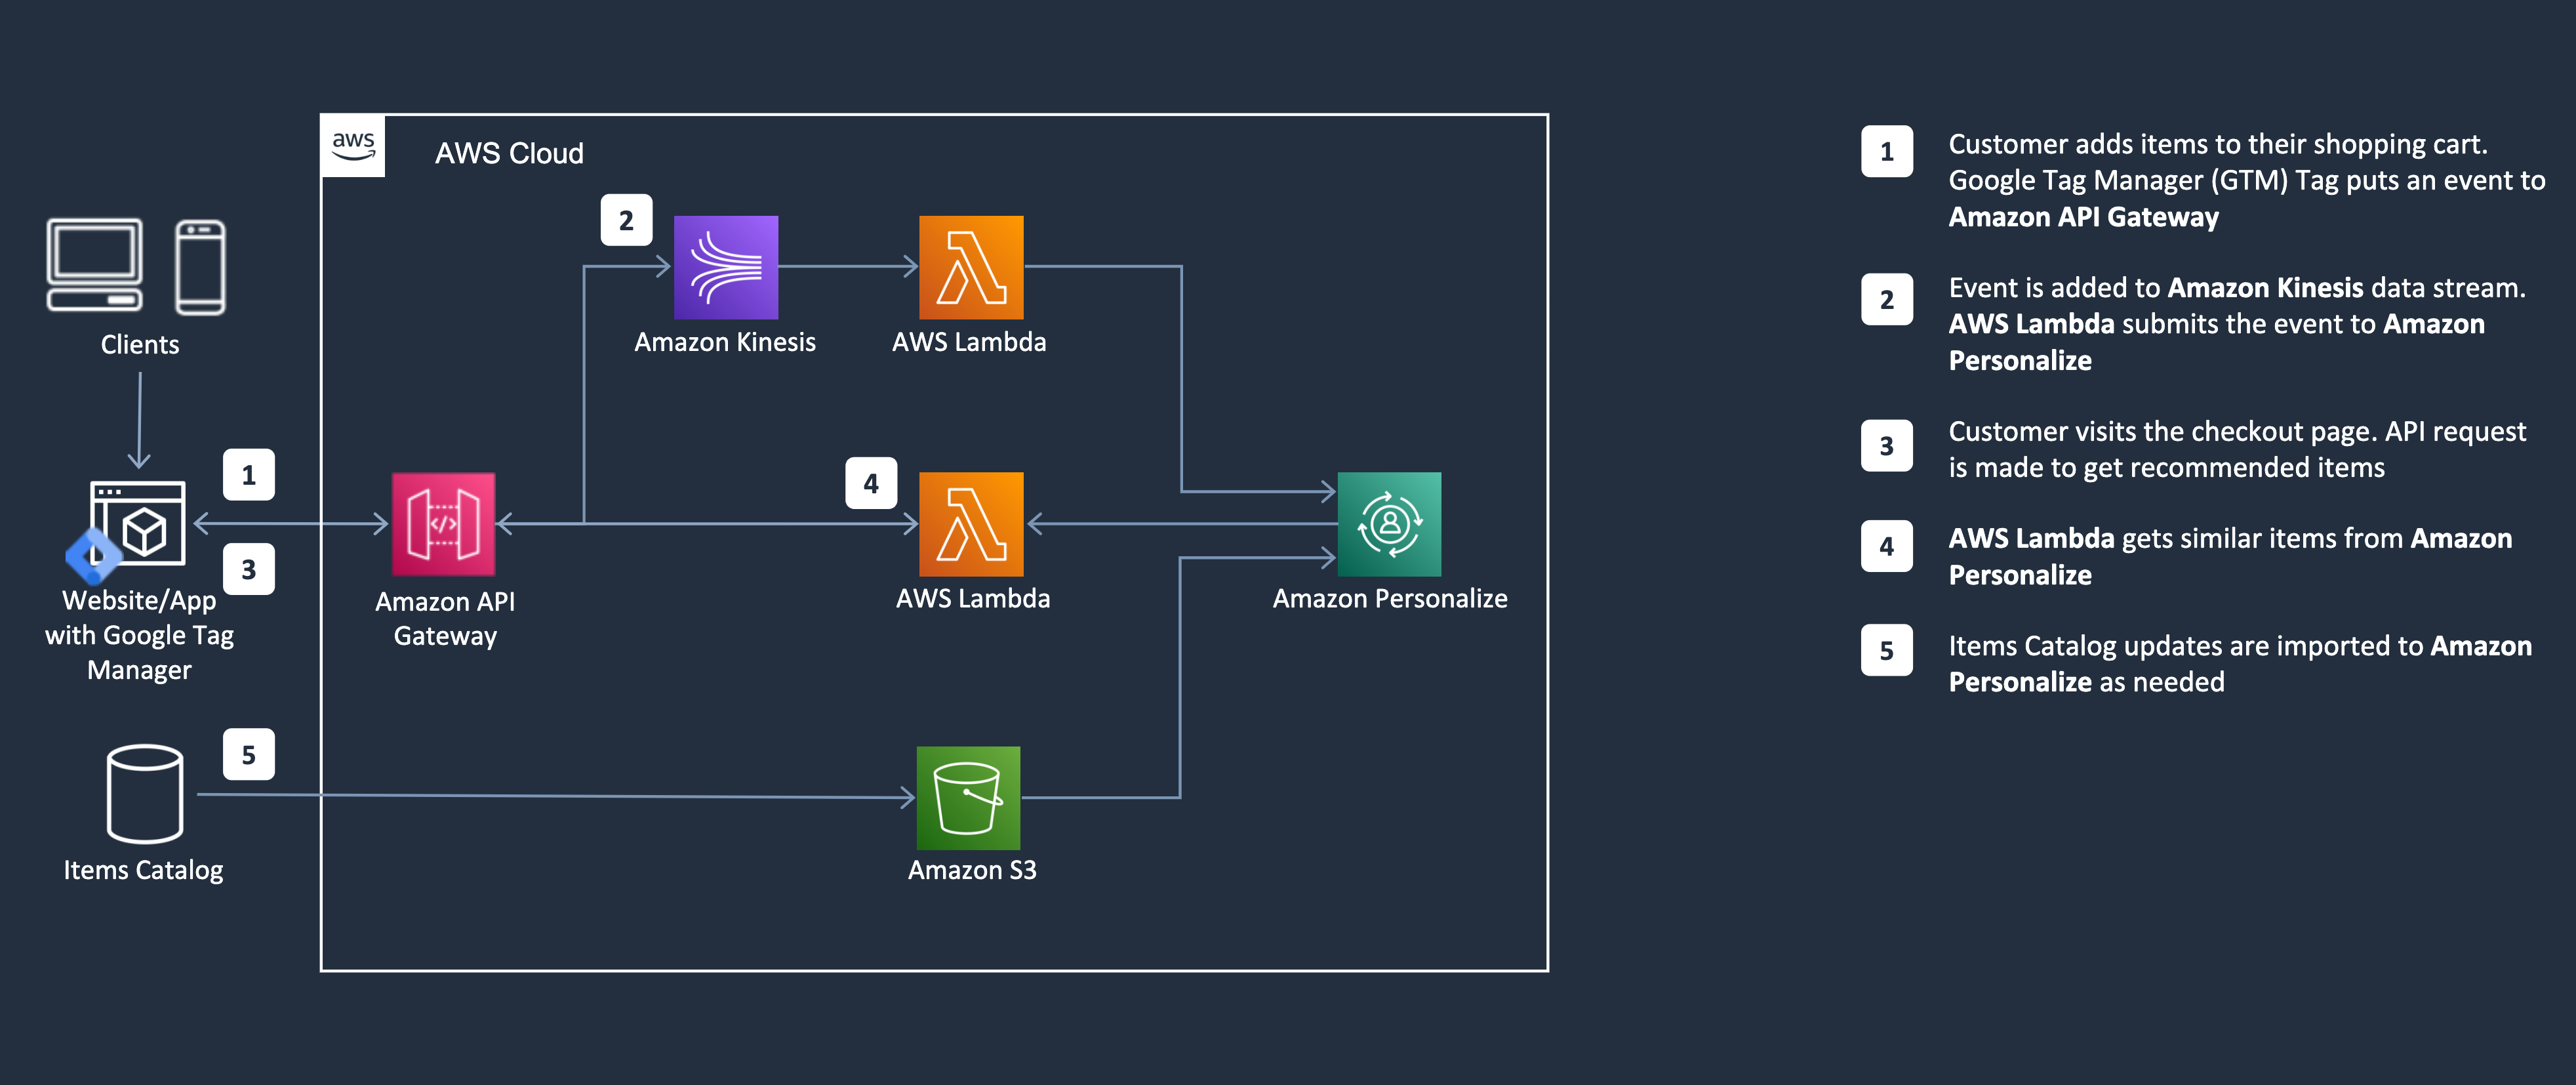 aws
AWS Cloud
2
Amazon Kinesis
AWS Lambda
Clients
1
3
Website/App
with Google Tag
Manager
</>
Amazon API
Gateway
4
AWS Lambda
Amazon Personalize
5
Items Catalog
Amazon S3
1
Customer adds items to their shopping cart.
Google Tag Manager (GTM) Tag puts an event to
Amazon API Gateway
2
Event is added to Amazon Kinesis data stream.
AWS Lambda submits the event to Amazon
Personalize
3
Customer visits the checkout page. API request
is made to get recommended items
4
AWS Lambda gets similar items from Amazon
Personalize
5
Items Catalog updates are imported to Amazon
Personalize as needed